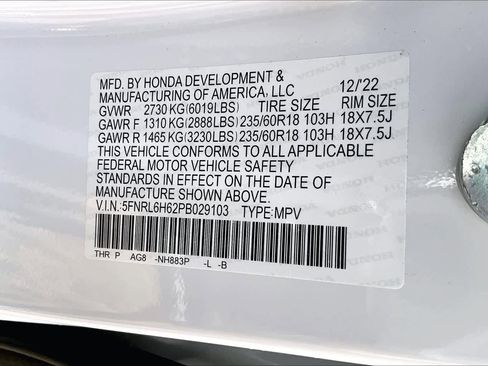 MFD. BY HONDA DEVELOPMENT &
MANUFACTURING OF AMERICA, LLC 12/'22
GVWR 2730 KG(6019LBS) TIRE SIZE RIM SIZE
GAWR F 1310 KG(2888LBS) 235/60R18 103H 18X7.5J
GAWR R 1465 KG(3230LBS) 235/60R18 103H 18X7.5J
THIS VEHICLE CONFORMS TO ALL APPLICABLE
FEDERAL MOTOR VEHICLE SAFETY
STANDARDS IN EFFECT ON THE DATE OF
MANUFACTURE SHOWN ABOVE.
V.I.N.:5FNRL6H62PB029103 TYPE:MPV
THR P AG8 -NH883P -L -B